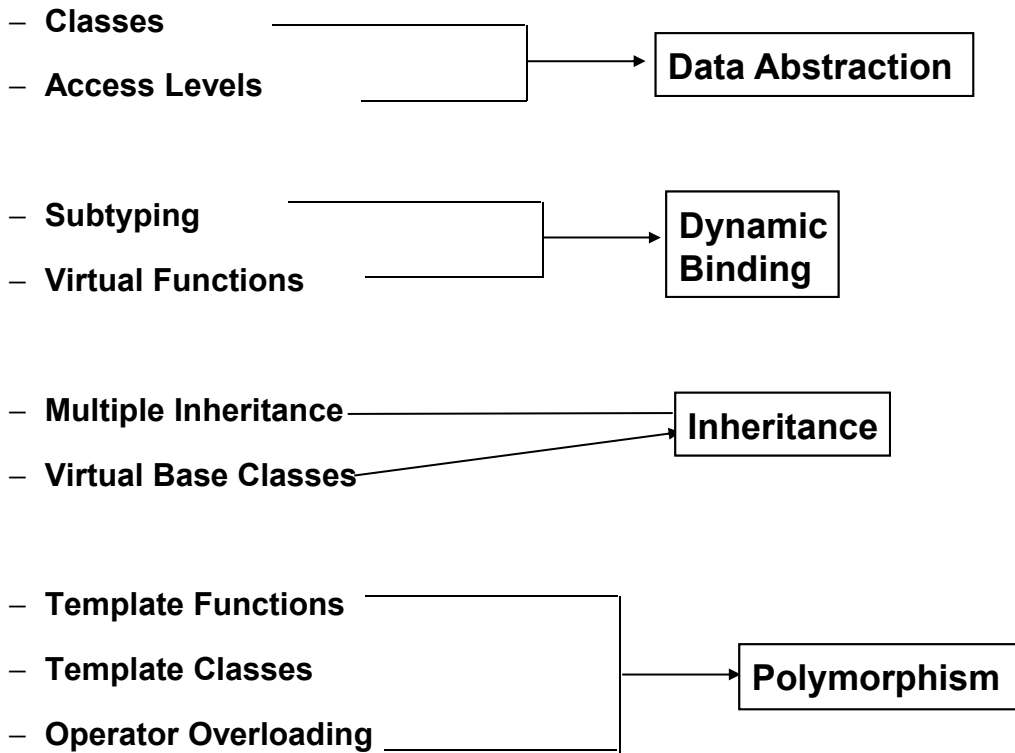 – Classes
– Access Levels
Data Abstraction
– Subtyping
– Virtual Functions
Dynamic
Binding
– Multiple Inheritance
– Virtual Base Classes
Inheritance
– Template Functions
– Template Classes
– Operator Overloading
Polymorphism